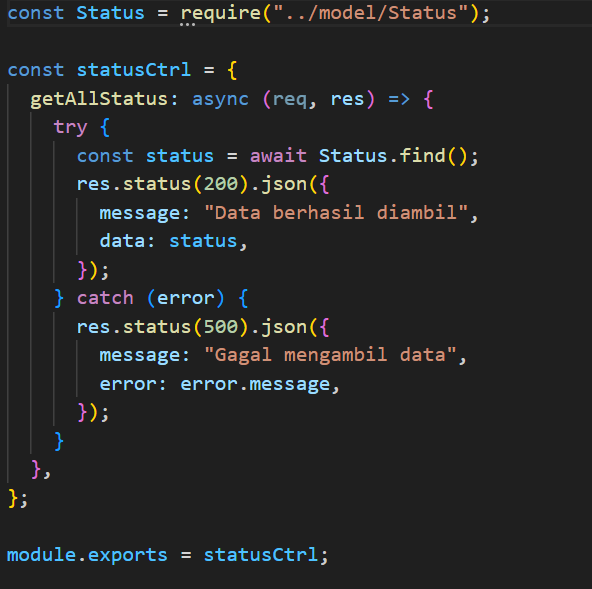 const Status = require("../model/Status");

const statusCtrl = {
  getAllStatus: async (req, res) => {
    try {
      const status = await Status.find();
      res.status(200).json({
        message: "Data berhasil diambil",
        data: status,
      });
    } catch (error) {
      res.status(500).json({
        message: "Gagal mengambil data",
        error: error.message,
      });
    }
  },
};

module.exports = statusCtrl;